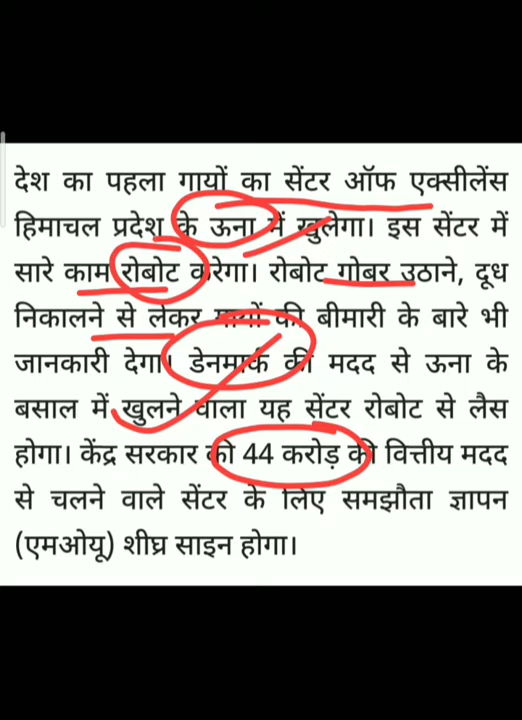 देश का पहला गायों का सेंटर ऑफ एक्सीलेंस
हिमाचल प्रदेश के ऊना में खुलेगा। इस सेंटर में
सारे काम रोबोट करेगा। रोबोट गोबर उठाने, दूध
निकालने से लेकर गायों की बीमारी के बारे भी
जानकारी देगा। डेनमार्क की मदद से ऊना के
बसाल में खुलने वाला यह सेंटर रोबोट से लैस
होगा। केंद्र सरकार की 44 करोड़ की वित्तीय मदद
से चलने वाले सेंटर के लिए समझौता ज्ञापन
(एमओयू) शीघ्र साइन होगा।